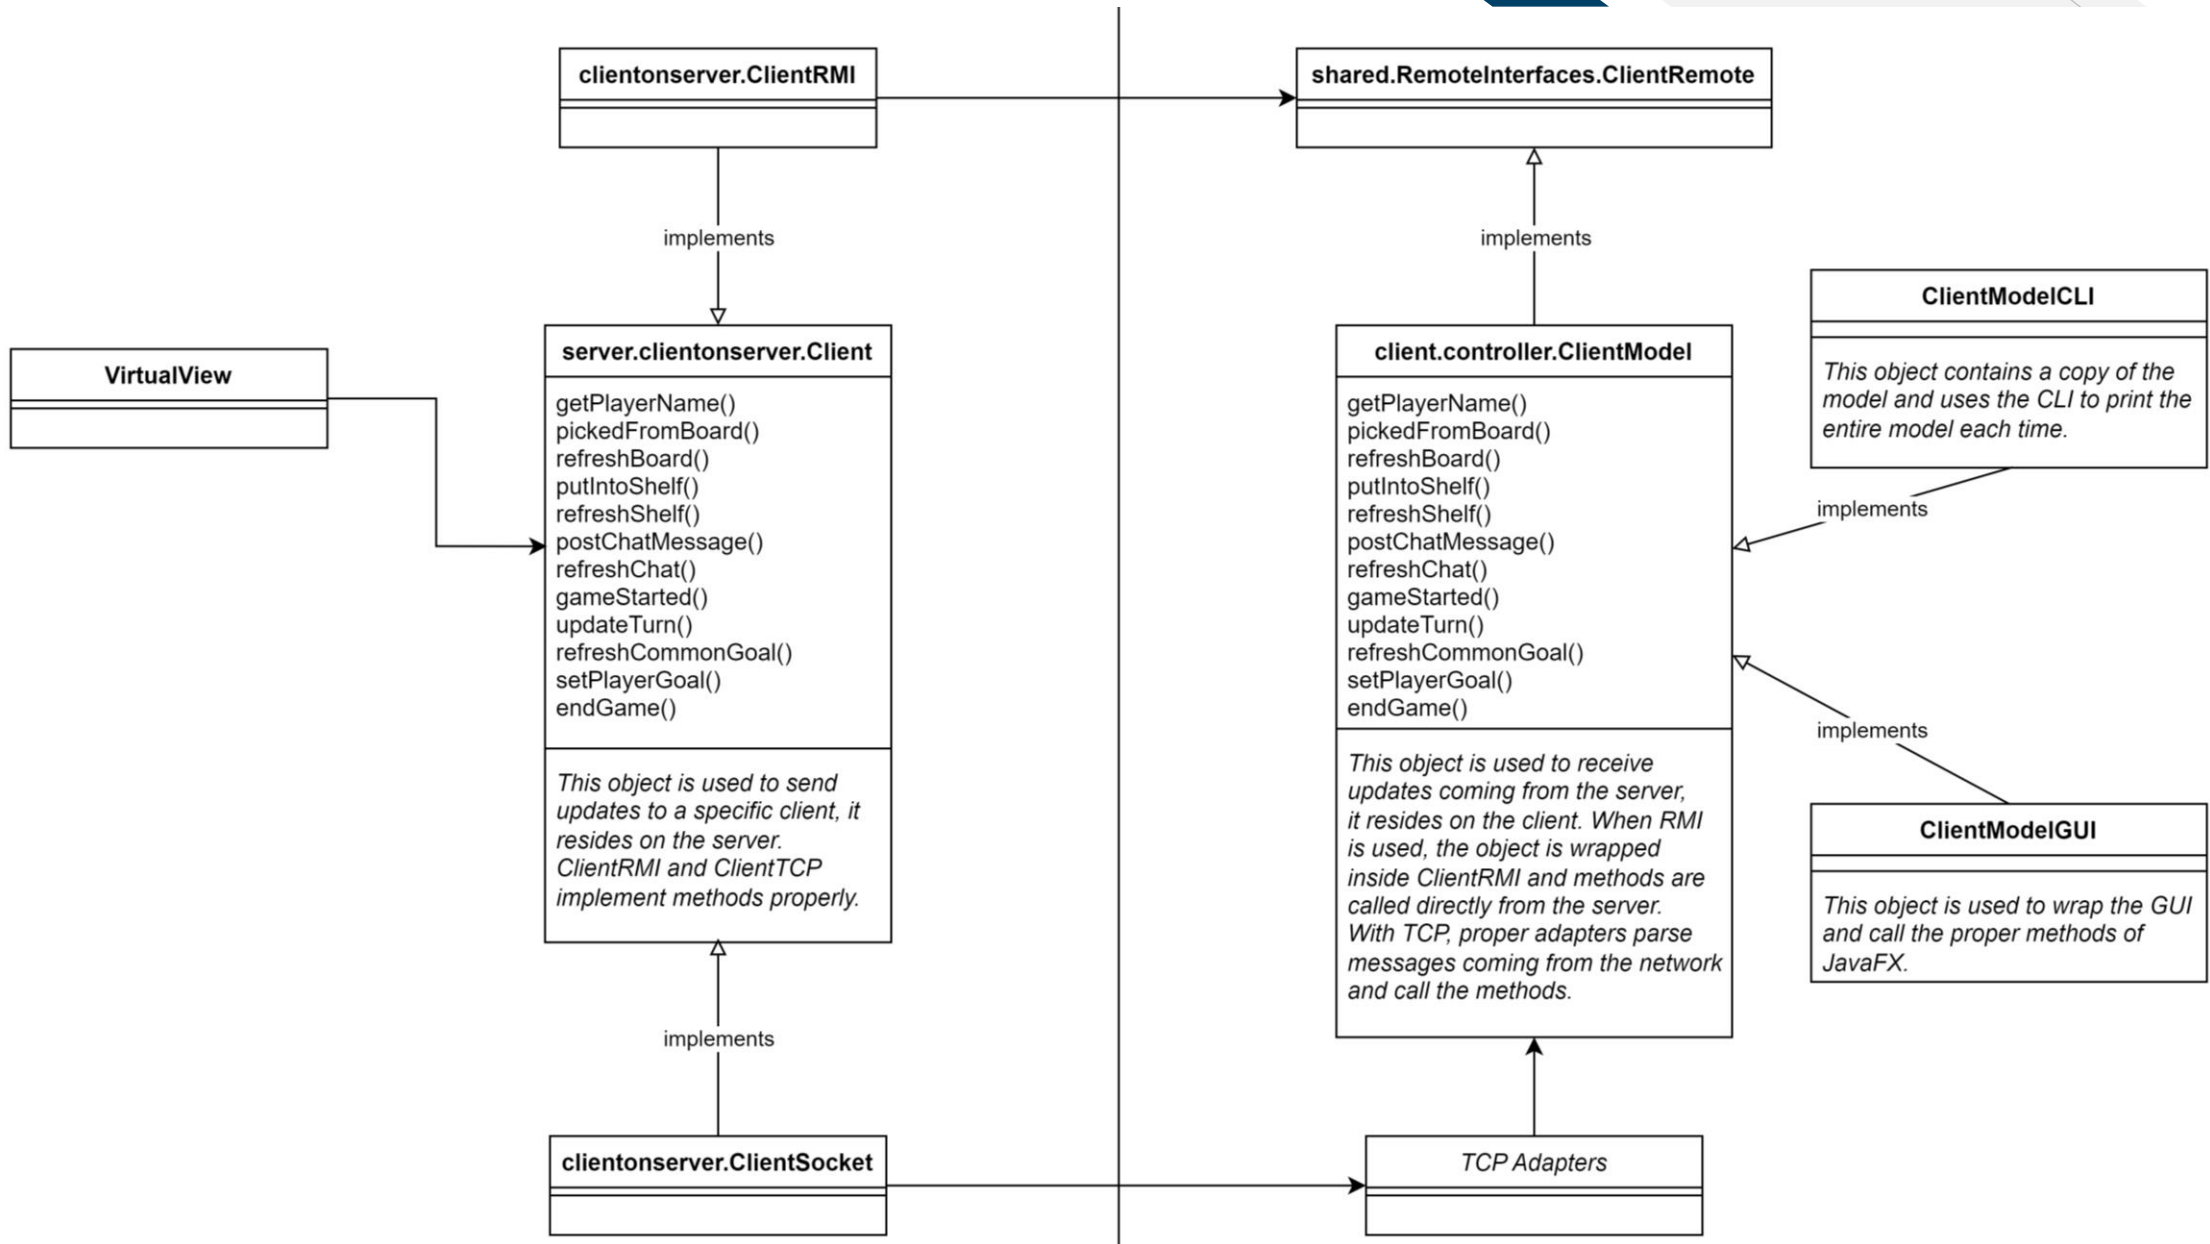 clientonserver.ClientRMI
shared.RemoteInterfaces.ClientRemote
implements
implements
VirtualView
server.clientonserver.Client
getPlayerName()
pickedFromBoard()
refreshBoard()
putIntoShelf()
refreshShelf()
postChatMessage()
refreshChat()
gameStarted()
updateTurn()
refreshCommonGoal()
setPlayerGoal()
endGame()
This object is used to send
updates to a specific client, it
resides on the server.
ClientRMI and ClientTCP
implement methods properly.
implements
clientonserver.ClientSocket
client.controller.ClientModel
getPlayerName()
pickedFromBoard()
refreshBoard()
putIntoShelf()
refreshShelf()
postChatMessage()
refreshChat()
gameStarted()
updateTurn()
refreshCommonGoal()
setPlayerGoal()
endGame()
This object is used to receive
updates coming from the server,
it resides on the client. When RMI
is used, the object is wrapped
inside ClientRMI and methods are
called directly from the server.
With TCP, proper adapters parse
messages coming from the network
and call the methods.
TCP Adapters
ClientModelCLI
This object contains a copy of the
model and uses the CLI to print the
entire model each time.
implements
implements
ClientModelGUI
This object is used to wrap the GUI
and call the proper methods of
JavaFX.